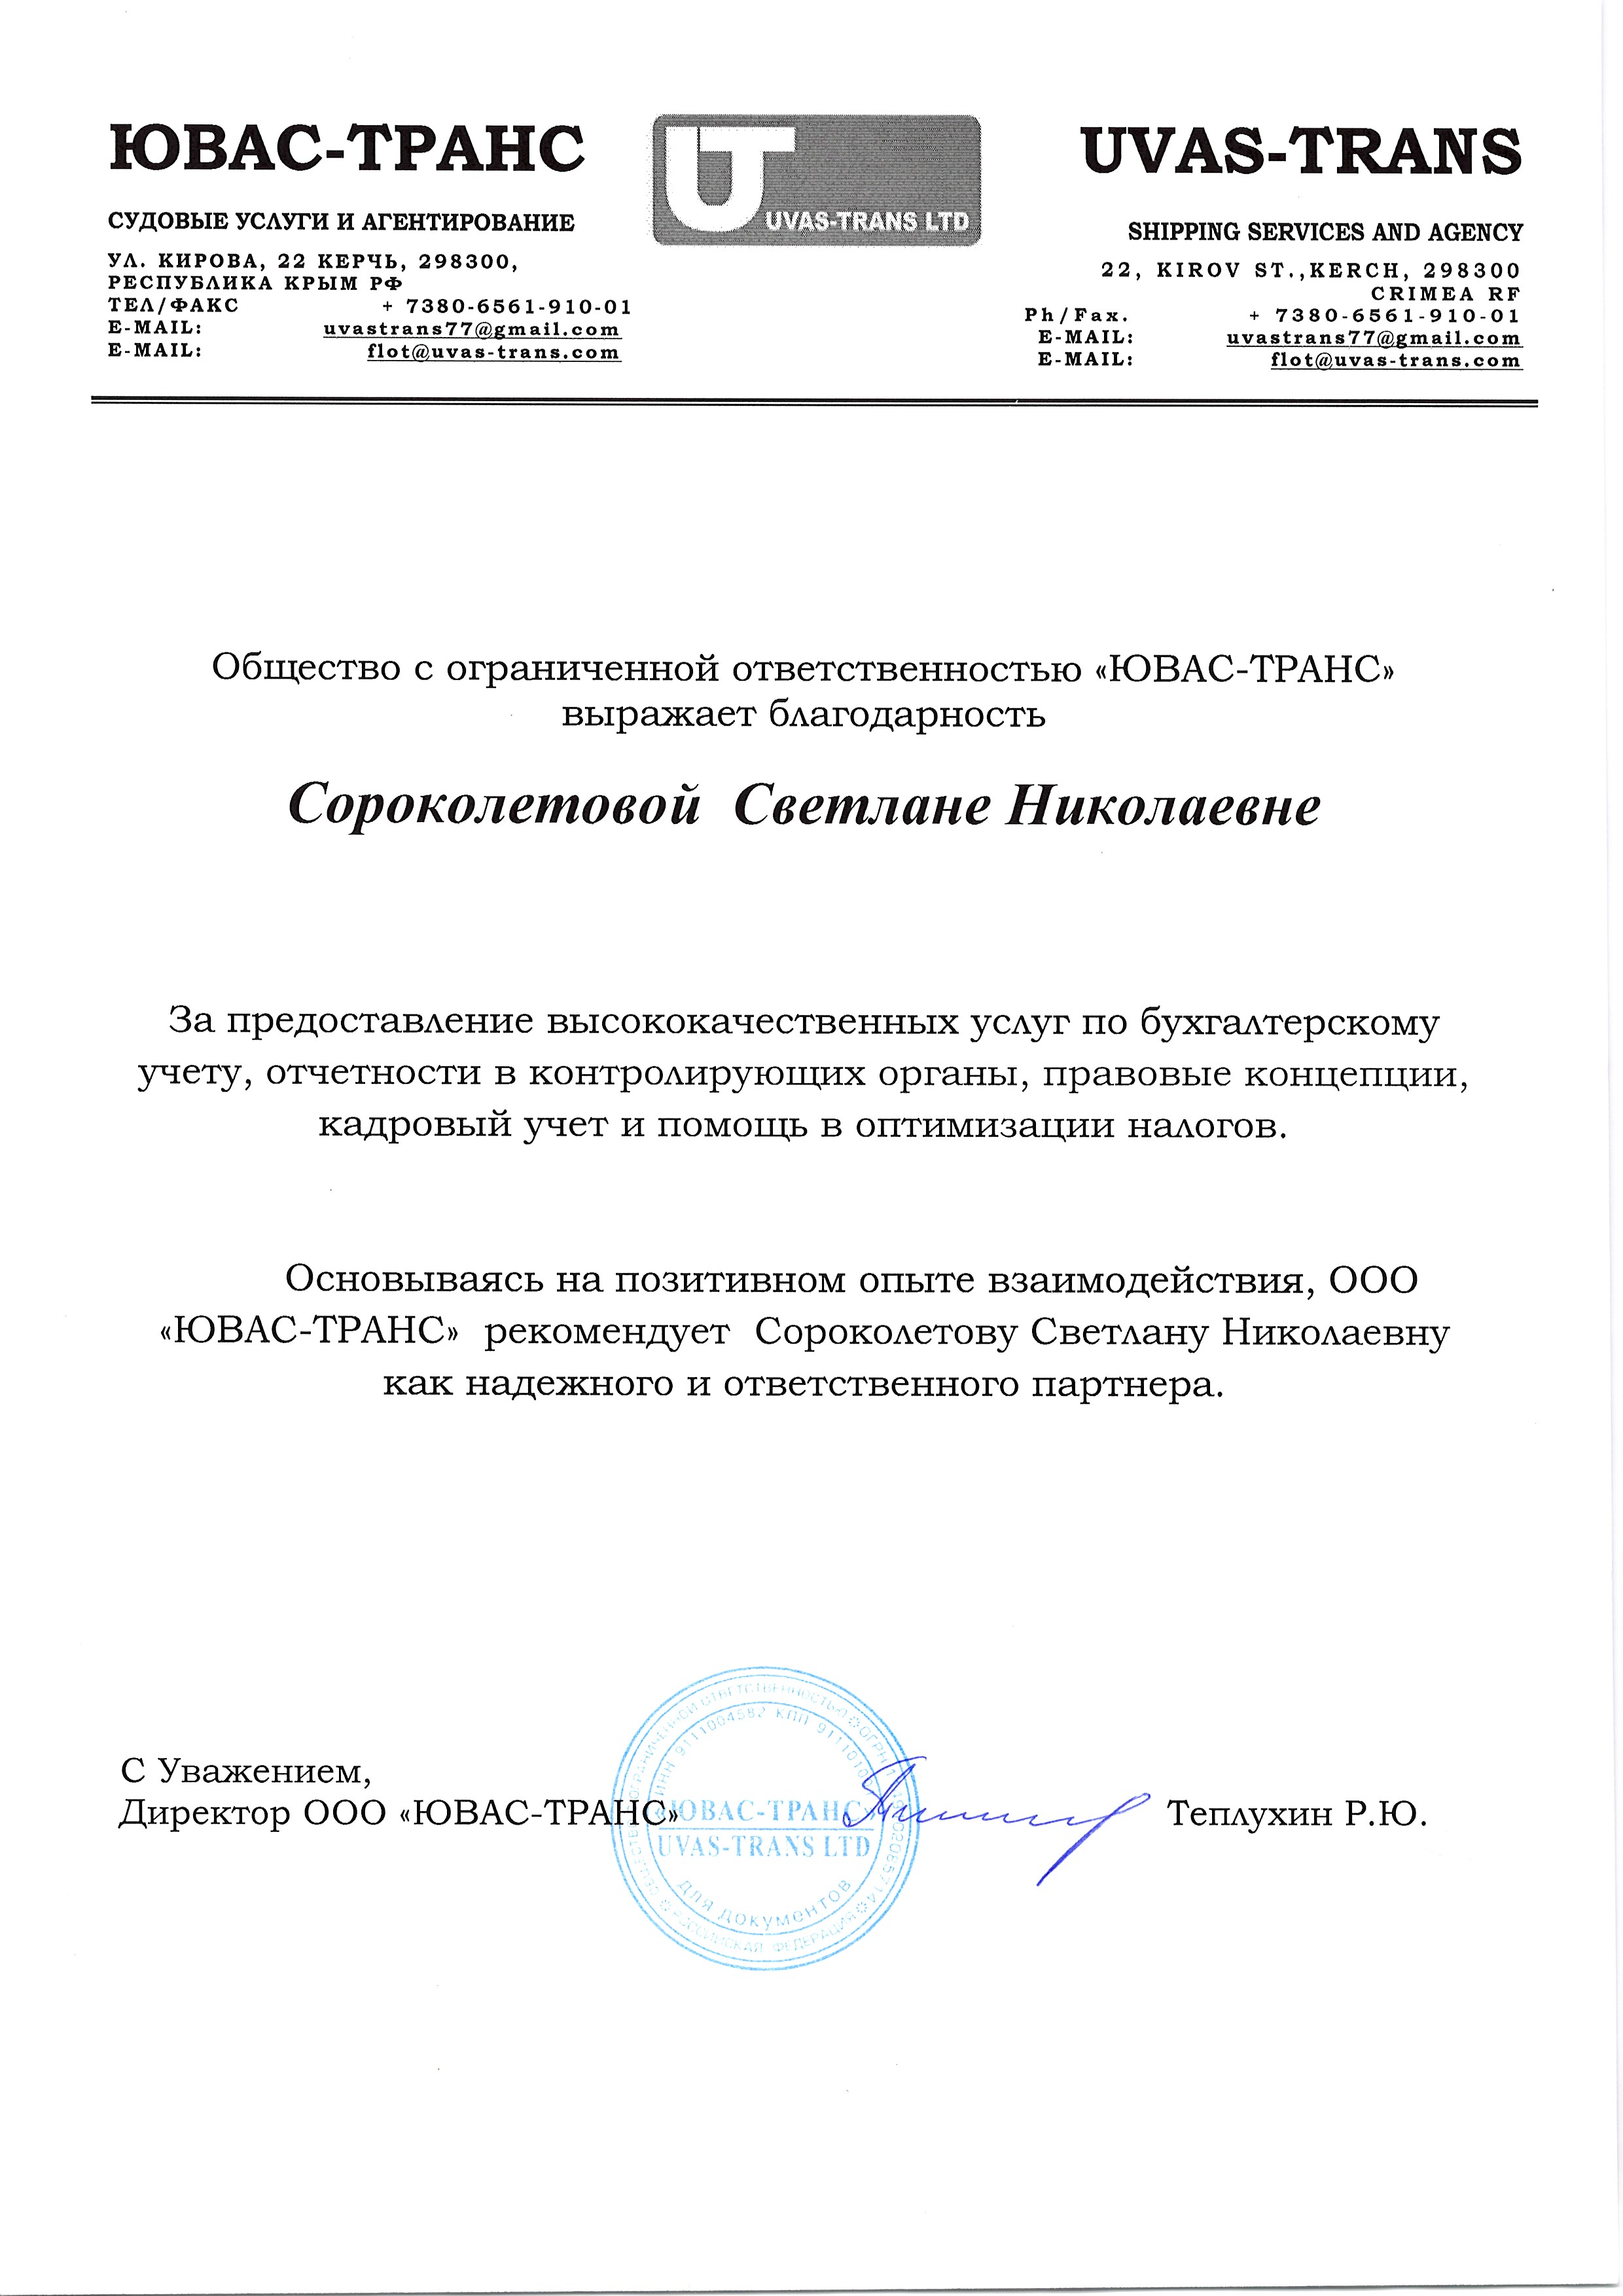 ЮВАС-ТРАНС
СУДОВЫЕ УСЛУГИ И АГЕНТИРОВАНИЕ
УЛ. КИРОВА, 22 КЕРЧЬ, 298300,
РЕСПУБЛИКА КРЫМ РФ
ТЕЛ/ФАКС + 7380-6561-910-01
E-MAIL: uvastrans77@gmail.com
E-MAIL: flot@uvas-trans.com
UT
UVAS-TRANS LTD
UVAS-TRANS
SHIPPING SERVICES AND AGENCY
22, KIROV ST.,KERCH, 298300
CRIMEA RF
Ph/Fax. + 7380-6561-910-01
E-MAIL: uvastrans77@gmail.com
E-MAIL: flot@uvas-trans.com
Общество с ограниченной ответственностью «ЮВАС-ТРАНС»
выражает благодарность
Сороколетовой Светлане Николаевне
За предоставление высококачественных услуг по бухгалтерскому
учету, отчетности в контролирующих органы, правовые концепции,
кадровый учет и помощь в оптимизации налогов.
Основываясь на позитивном опыте взаимодействия, ООО
«ЮВАС-ТРАНС» рекомендует Сороколетову Светлану Николаевну
как надежного и ответственного партнера.
С Уважением,
Директор ООО «ЮВАС-ТРАНС»
Теплухин Р.Ю.
ОГРАНИЧЕННОЙ ОТВЕТСТВЕННОСТЬЮ
ОГРН
РОССИЙСКАЯ ФЕДЕРАЦИЯ
ИНН 9111004582 КПП
«ЮВАС-ТРАНС»
UVAS-TRANS LTD
ДЛЯ ДОКУМЕНТОВ